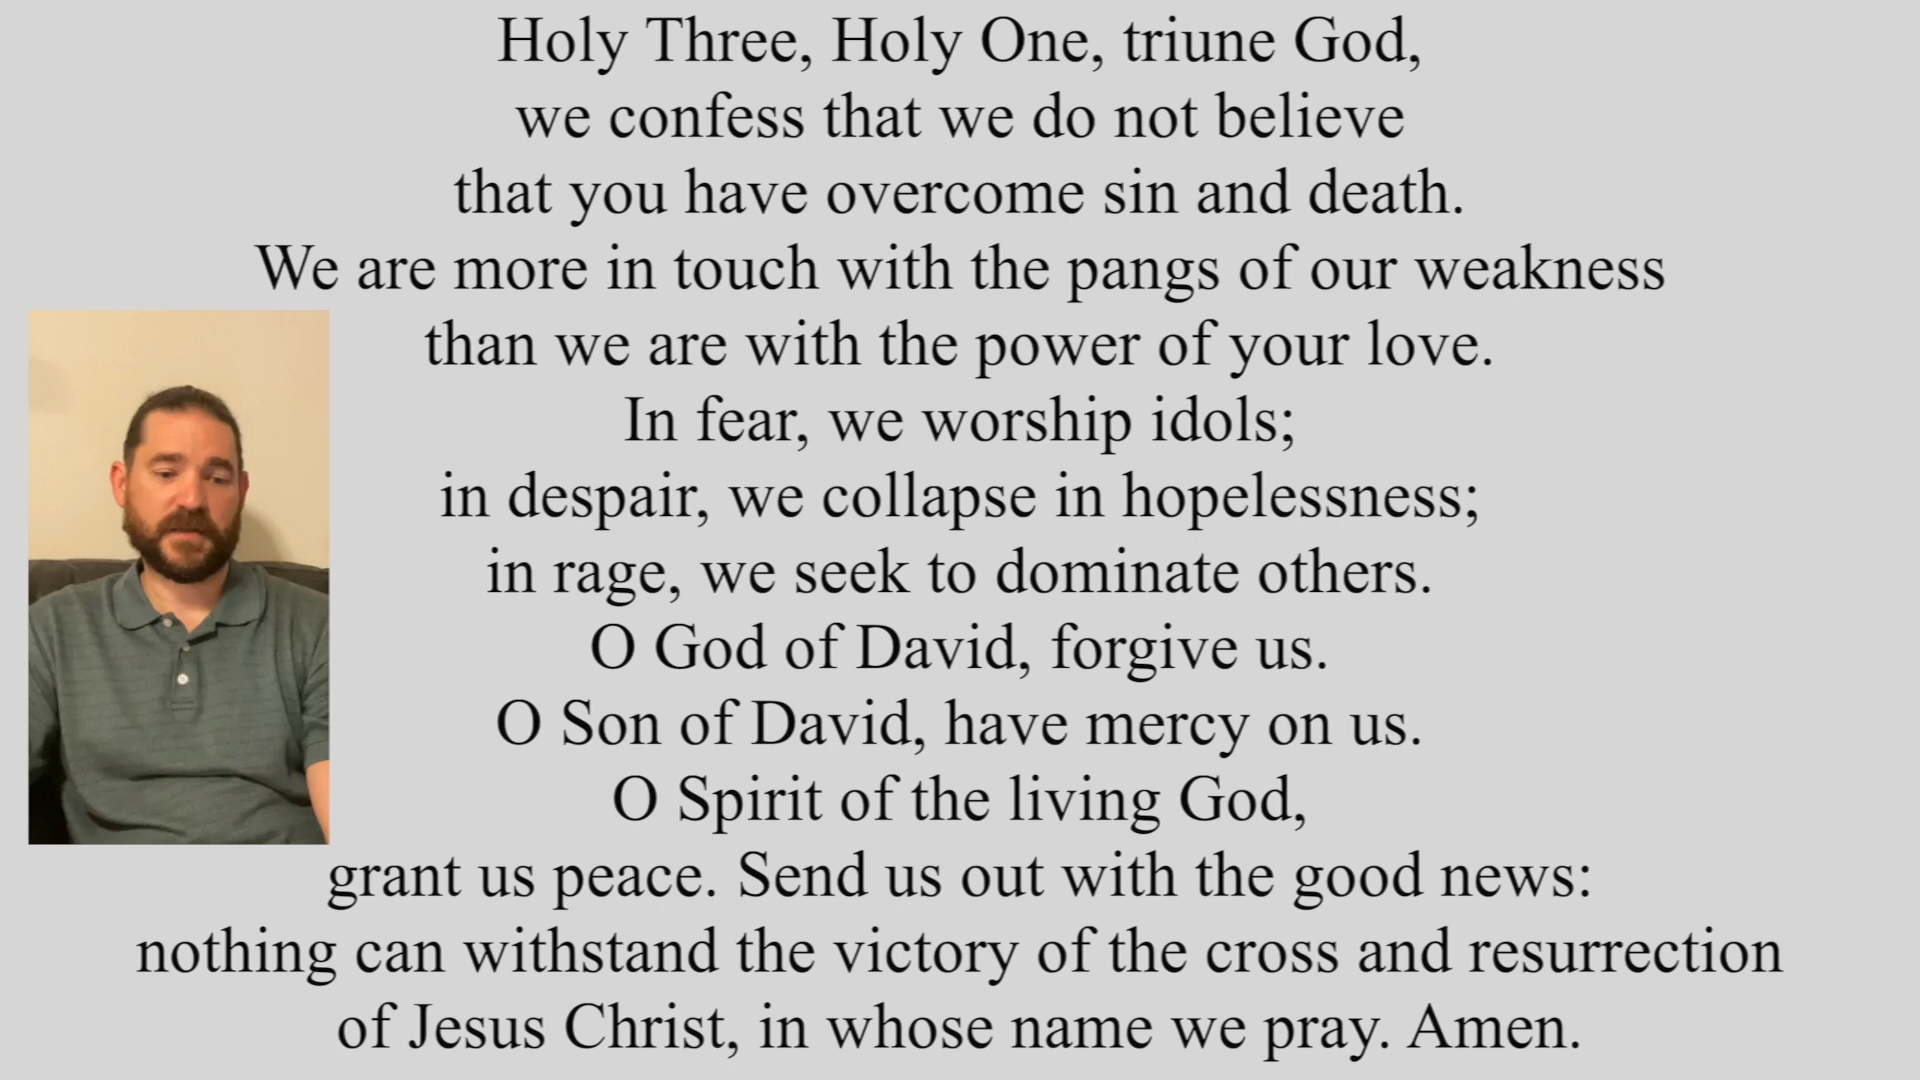 Holy Three, Holy One, triune God,
we confess that we do not believe
that you have overcome sin and death.
We are more in touch with the pangs of our weakness
than we are with the power of your love.
In fear, we worship idols;
in despair, we collapse in hopelessness;
in rage, we seek to dominate others.
O God of David, forgive us.
O Son of David, have mercy on us.
O Spirit of the living God,
grant us peace. Send us out with the good news:
nothing can withstand the victory of the cross and resurrection
of Jesus Christ, in whose name we pray. Amen.